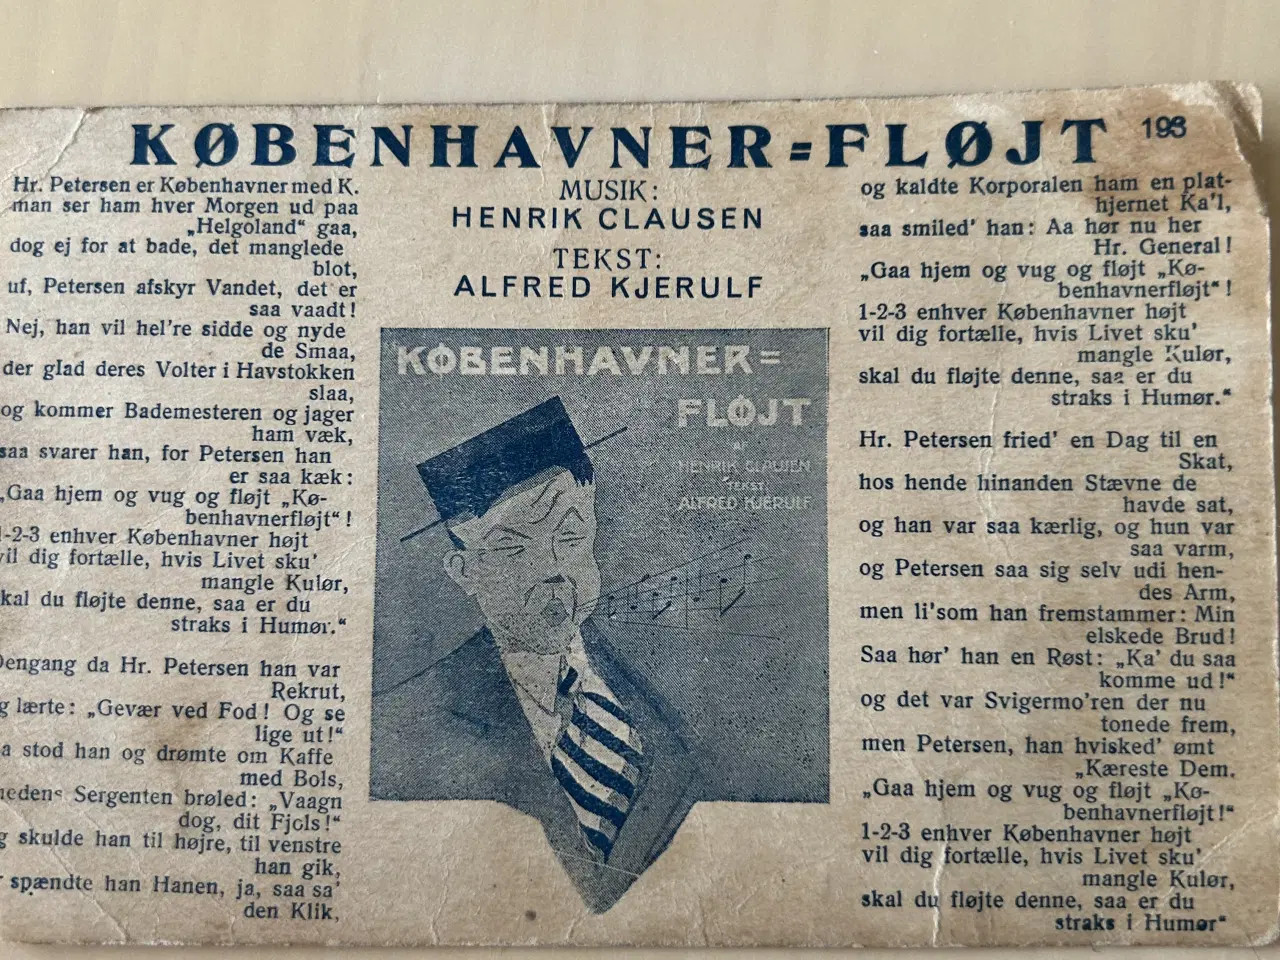 KØBENHAVNER=FLØJT
193
Hr. Petersen er Københavner med K.
man ser ham hver Morgen ud paa
„Helgoland“ gaa,
dog ej for at bade, det manglede
blot,
uf, Petersen afskyr Vandet, det er
saa vaadt!
Nej, han vil hel're sidde og nyde
de Smaa,
der glad deres Volter i Havstokken
slaa,
og kommer Bademesteren og jager
ham væk,
saa svarer han, for Petersen han
er saa kæk:
„Gaa hjem og vug og fløjt „Kø-
benhavnerfløjt“!
1-2-3 enhver Københavner højt
vil dig fortælle, hvis Livet sku'
mangle Kulør,
skal du fløjte denne, saa er du
straks i Humør.“
Dengang da Hr. Petersen han var
Rekrut,
og lærte: „Gevær ved Fod! Og se
lige ut!“
a stod han og drømte om Kaffe
med Bols,
medens Sergenten brøled: „Vaagn
dog, dit Fjols!“
g skulde han til højre, til venstre
han gik,
spændte han Hanen, ja, saa sa'
den Klik,
MUSIK:
HENRIK CLAUSEN
TEKST:
ALFRED KJERULF
KØBENHAVNER=
FLØJT
AF
HENRIK CLAUSEN
TEKST
ALFRED KJERULF
og kaldte Korporalen ham en plat-
hjernet Ka'l,
saa smiled' han: Aa hør nu her
Hr. General!
„Gaa hjem og vug og fløjt „Kø-
benhavnerfløjt“!
1-2-3 enhver Københavner højt
vil dig fortælle, hvis Livet sku'
mangle Kulør,
skal du fløjte denne, saa er du
straks i Humør.“
Hr. Petersen fried' en Dag til en
Skat,
hos hende hinanden Stævne de
havde sat,
og han var saa kærlig, og hun var
saa varm,
og Petersen saa sig selv udi hen-
des Arm,
men li'som han fremstammer: Min
elskede Brud!
Saa hør' han en Røst: „Ka' du saa
komme ud!“
og det var Svigermo'ren der nu
tonede frem,
men Petersen, han hvisked' ømt
„Kæreste Dem.
„Gaa hjem og vug og fløjt „Kø-
benhavnerfløjt!“
1-2-3 enhver Københavner højt
vil dig fortælle, hvis Livet sku'
mangle Kulør,
skal du fløjte denne, saa er du
straks i Humør“